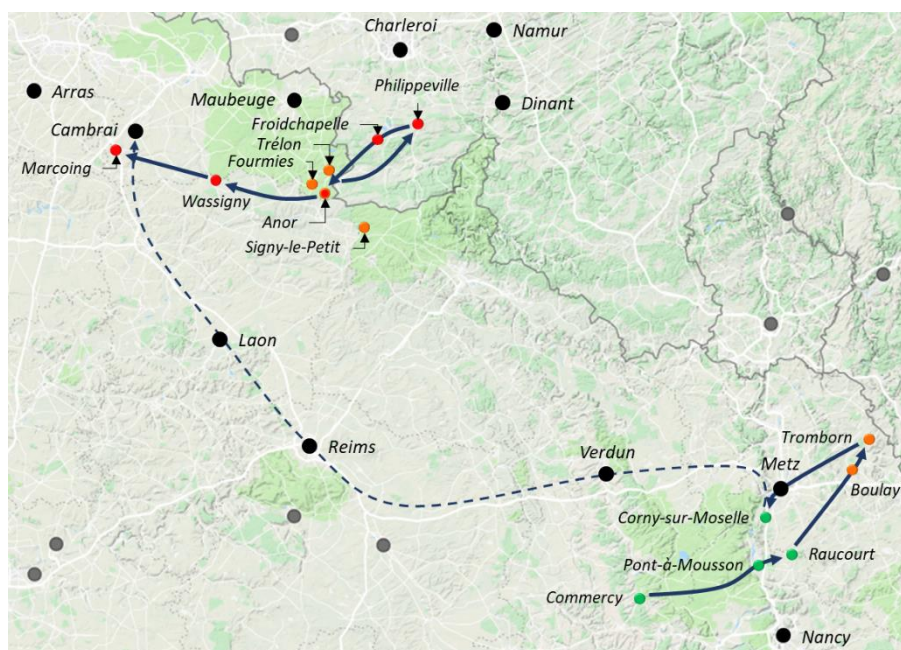 Charleroi
Namur
Arras
Maubeuge
Philippeville
Dinant
Cambrai
Froidchapelle
Trélon
Fourmies
Marcoing
Wassigny
Anor
Signy-le-Petit
Laon
Reims
Verdun
Tromborn
Metz
Boulay
Corny-sur-Moselle
Raucourt
Pont-à-Mousson
Commercy
Nancy